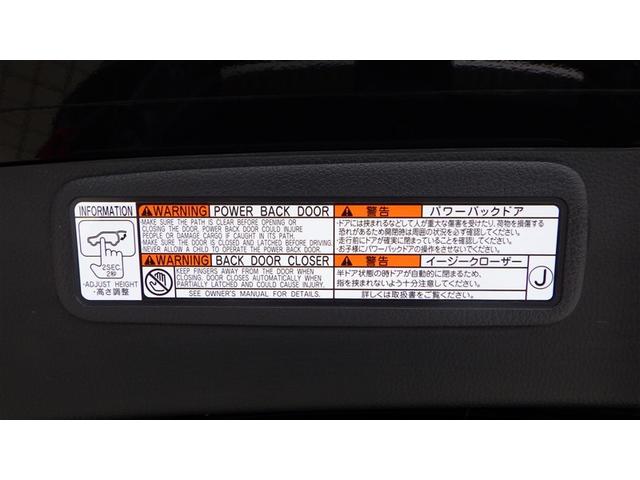 INFORMATION
2SEC.
2秒
・ADJUST HEIGHT
・高さ調整
WARNING POWER BACK DOOR
・MAKE SURE THE PATH IS CLEAR BEFORE OPENING OR
CLOSING THE DOOR. POWER BACK DOOR COULD INJURE
PEOPLE OR DAMAGE CARGO IF CAUGHT IN ITS PATH.
・MAKE SURE THE DOOR IS CLOSED AND LATCHED BEFORE DRIVING.
・NEVER ALLOW A CHILD TO OPERATE THE POWER BACK DOOR.
WARNING BACK DOOR CLOSER
KEEP FINGERS AWAY FROM THE DOOR WHEN
CLOSING. DOOR CLOSES AUTOMATICALLY WHEN
PARTIALLY LATCHED AND COULD CAUSE INJURY.
SEE OWNER'S MANUAL FOR DETAILS.
警告 パワーバックドア
・ドアには挟まれるなどして人が重大な傷害を受けたり、荷物を損傷する
恐れがあるため開閉時は周囲の状況を必ず確認してください。
・走行前にドアが確実に閉まっていることを確認してください。
・お子様にパワーバックドアの操作をさせないでください。
警告 イージークローザー
半ドア状態の時ドアが自動的に閉まるため、
指を挟まれないよう十分注意してください。
詳しくは取扱書をご覧ください。
J